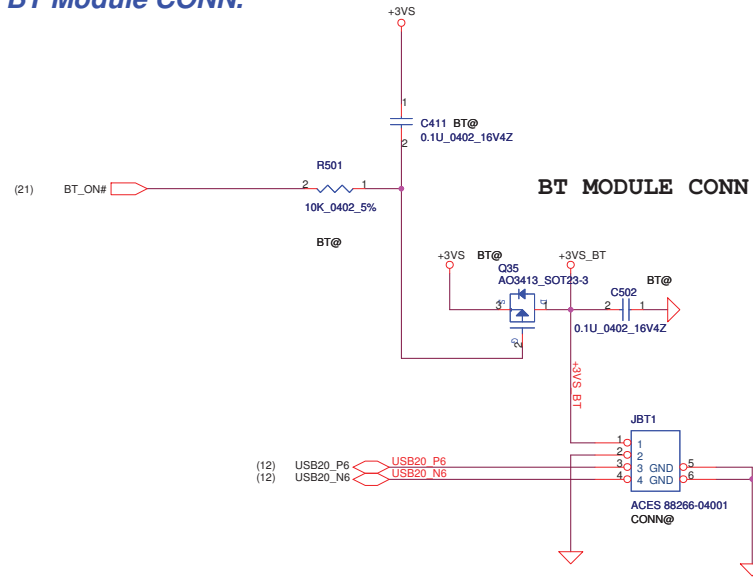 BT Module CONN.
+3VS
1
C411 BT@
0.1U_0402_16V4Z
2
R501
(21) BT_ON# 2 1
10K_0402_5%
BT@
BT MODULE CONN
+3VS BT@ +3VS_BT
Q35
AO3413_SOT23-3
BT@
C502
3 S D 1 2 1
0.1U_0402_16V4Z
G
2
+3VS_BT
JBT1
1 1
2 2
(12) USB20_P6 USB20_P6 3 3 GND 5
(12) USB20_N6 USB20_N6 4 4 GND 6
ACES 88266-04001
CONN@